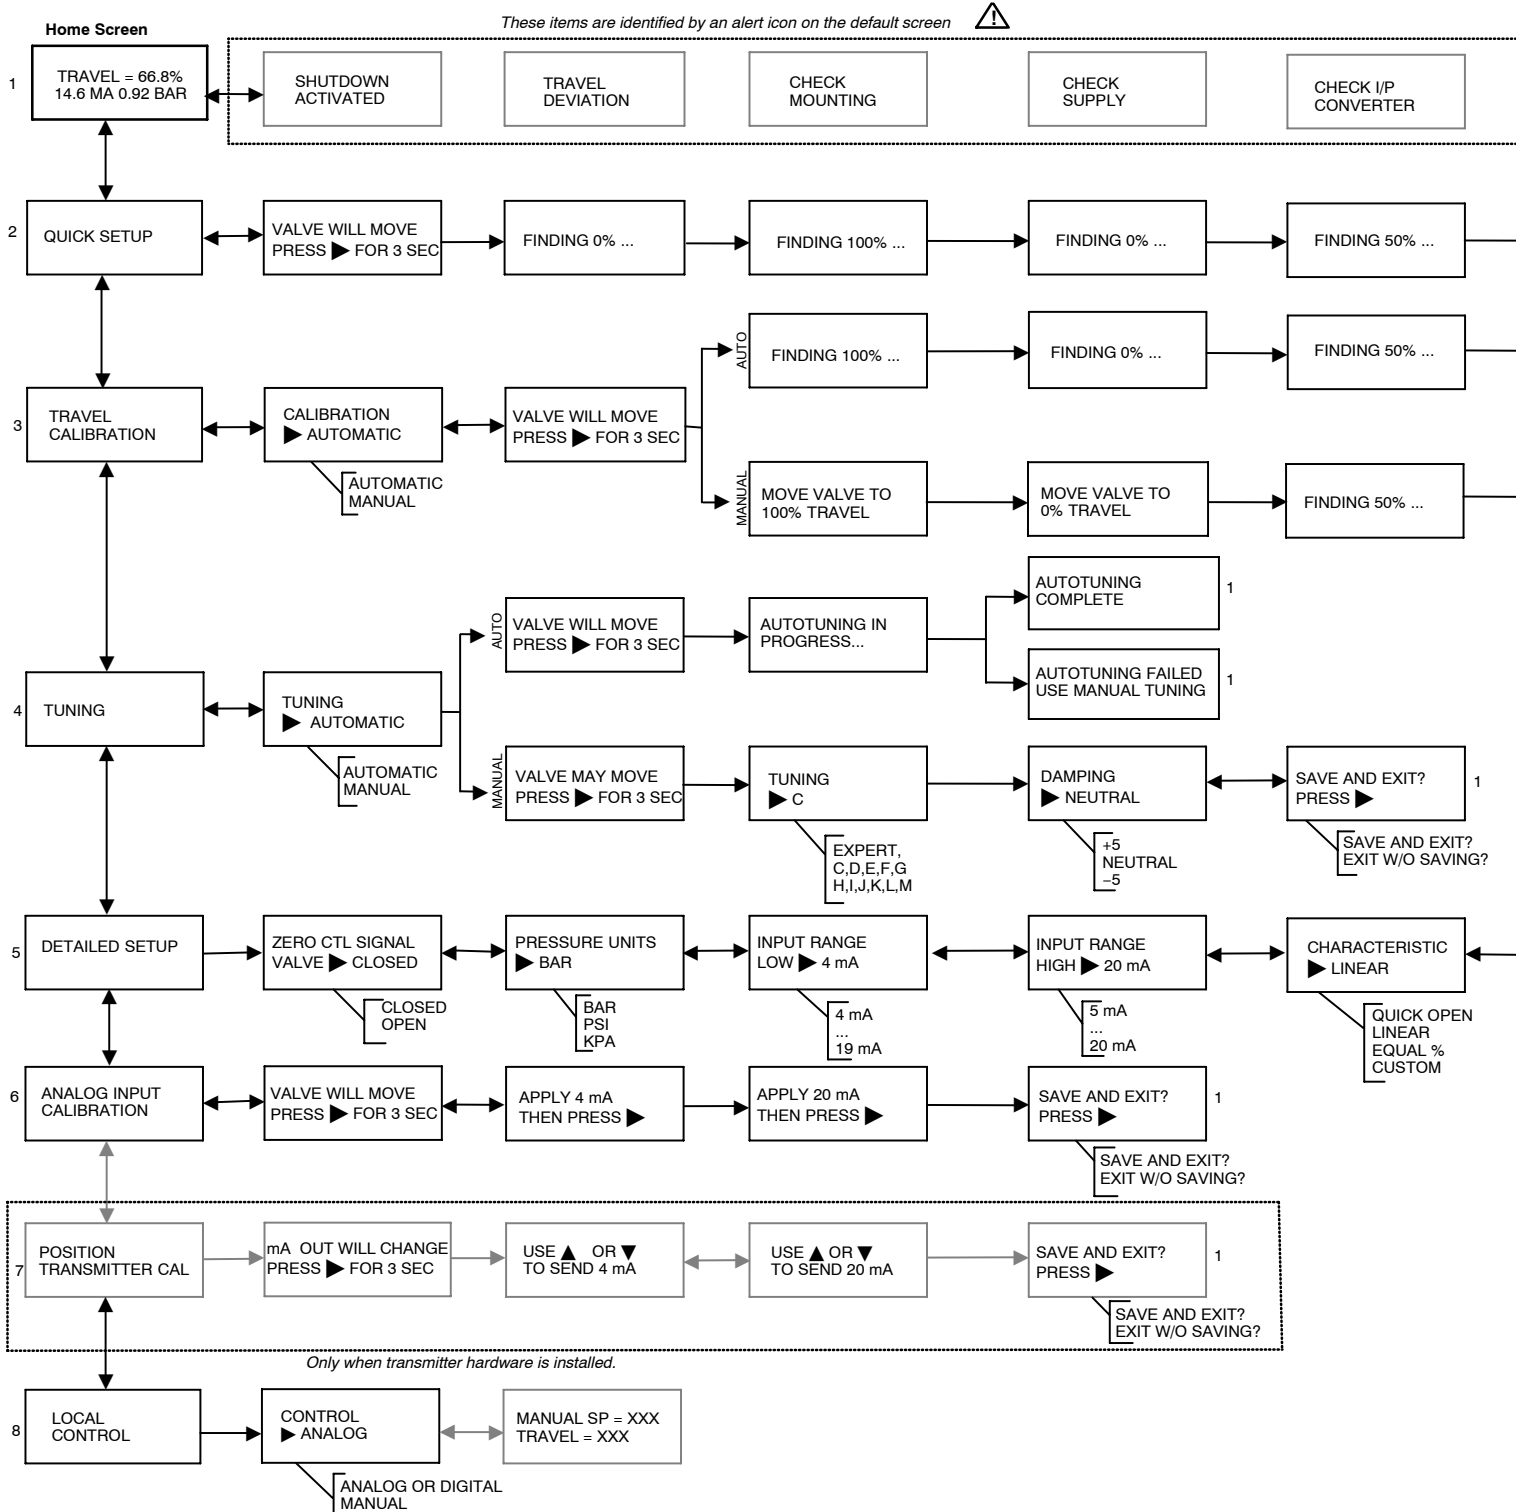 These items are identified by an alert icon on the default screen
Home Screen
1
TRAVEL = 66.8%
14.6 MA 0.92 BAR
SHUTDOWN
ACTIVATED
TRAVEL
DEVIATION
CHECK
MOUNTING
CHECK
SUPPLY
CHECK I/P
CONVERTER
2
QUICK SETUP
VALVE WILL MOVE
PRESS ▶ FOR 3 SEC
FINDING 0% ...
FINDING 100% ...
FINDING 0% ...
FINDING 50% ...
3
TRAVEL
CALIBRATION
CALIBRATION
▶ AUTOMATIC
AUTOMATIC
MANUAL
VALVE WILL MOVE
PRESS ▶ FOR 3 SEC
AUTO
FINDING 100% ...
FINDING 0% ...
FINDING 50% ...
MANUAL
MOVE VALVE TO
100% TRAVEL
MOVE VALVE TO
0% TRAVEL
FINDING 50% ...
4
TUNING
TUNING
▶ AUTOMATIC
AUTOMATIC
MANUAL
AUTO
VALVE WILL MOVE
PRESS ▶ FOR 3 SEC
AUTOTUNING IN
PROGRESS...
AUTOTUNING
COMPLETE
1
AUTOTUNING FAILED
USE MANUAL TUNING
1
MANUAL
VALVE MAY MOVE
PRESS ▶ FOR 3 SEC
TUNING
▶ C
EXPERT,
C,D,E,F,G
H,I,J,K,L,M
DAMPING
▶ NEUTRAL
+5
NEUTRAL
−5
SAVE AND EXIT?
PRESS ▶
1
SAVE AND EXIT?
EXIT W/O SAVING?
5
DETAILED SETUP
ZERO CTL SIGNAL
VALVE ▶ CLOSED
CLOSED
OPEN
PRESSURE UNITS
▶ BAR
BAR
PSI
KPA
INPUT RANGE
LOW ▶ 4 mA
4 mA
...
19 mA
INPUT RANGE
HIGH ▶ 20 mA
5 mA
...
20 mA
CHARACTERISTIC
▶ LINEAR
QUICK OPEN
LINEAR
EQUAL %
CUSTOM
6
ANALOG INPUT
CALIBRATION
VALVE WILL MOVE
PRESS ▶ FOR 3 SEC
APPLY 4 mA
THEN PRESS ▶
APPLY 20 mA
THEN PRESS ▶
SAVE AND EXIT?
PRESS ▶
1
SAVE AND EXIT?
EXIT W/O SAVING?
7
POSITION
TRANSMITTER CAL
mA OUT WILL CHANGE
PRESS ▶ FOR 3 SEC
USE ▲ OR ▼
TO SEND 4 mA
USE ▲ OR ▼
TO SEND 20 mA
SAVE AND EXIT?
PRESS ▶
1
SAVE AND EXIT?
EXIT W/O SAVING?
Only when transmitter hardware is installed.
8
LOCAL
CONTROL
CONTROL
▶ ANALOG
ANALOG OR DIGITAL
MANUAL
MANUAL SP = XXX
TRAVEL = XXX